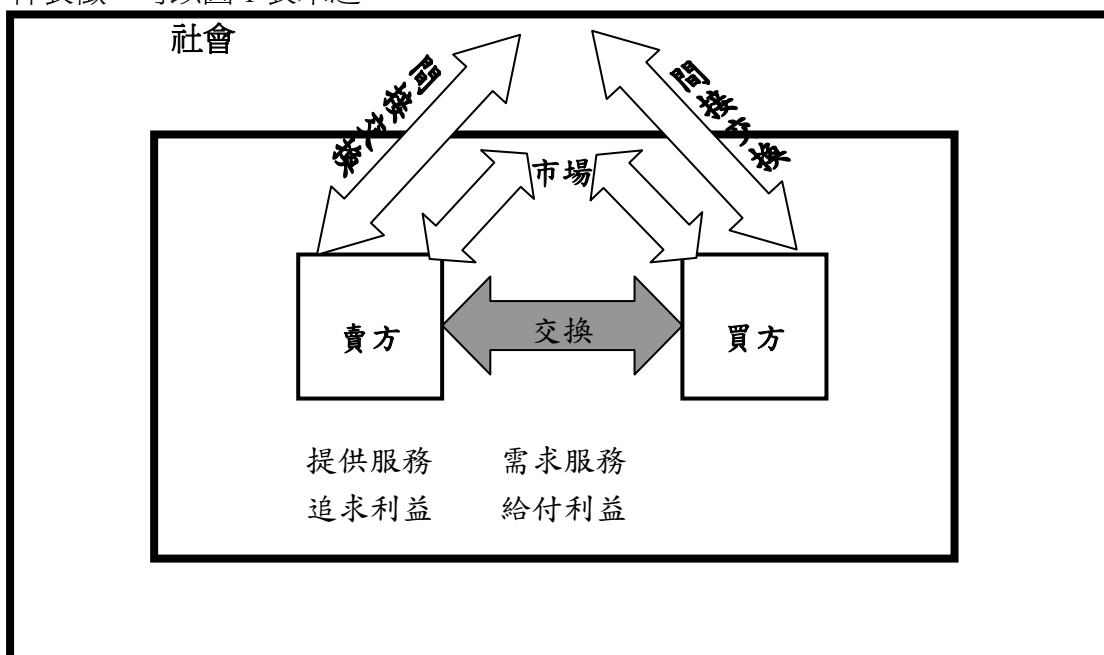 社會
間接交換
間接交換
市場
賣方
交換
買方
提供服務 需求服務
追求利益 給付利益